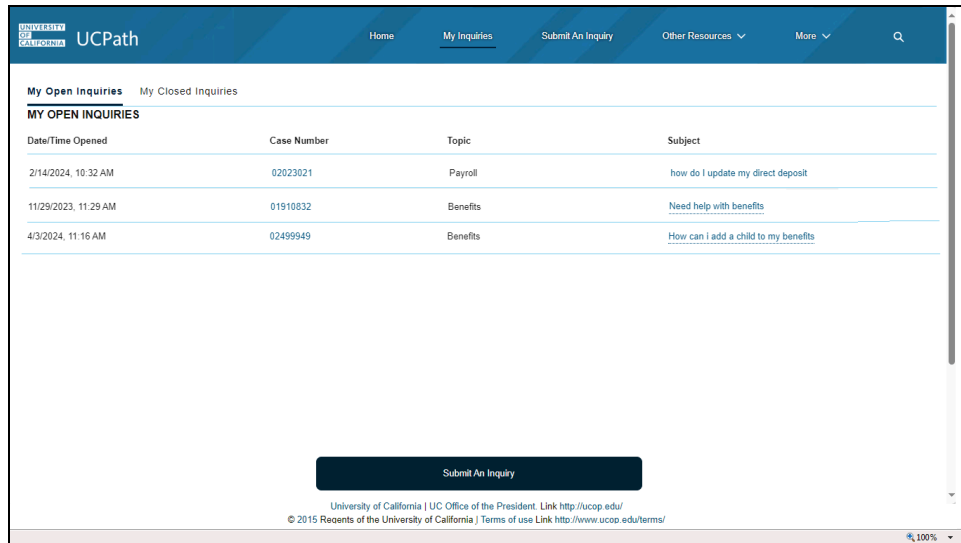 UNIVERSITY
OF
CALIFORNIA
UCPath
Home My Inquiries Submit An Inquiry Other Resources More
My Open Inquiries My Closed Inquiries
MY OPEN INQUIRIES
Date/Time Opened Case Number Topic Subject
2/14/2024, 10:32 AM 02023021 Payroll how do I update my direct deposit
11/29/2023, 11:29 AM 01910832 Benefits Need help with benefits
4/3/2024, 11:16 AM 02499949 Benefits How can i add a child to my benefits
Submit An Inquiry
University of California | UC Office of the President. Link http://ucop.edu/
© 2015 Regents of the University of California | Terms of use Link http://www.ucop.edu/terms/
100%